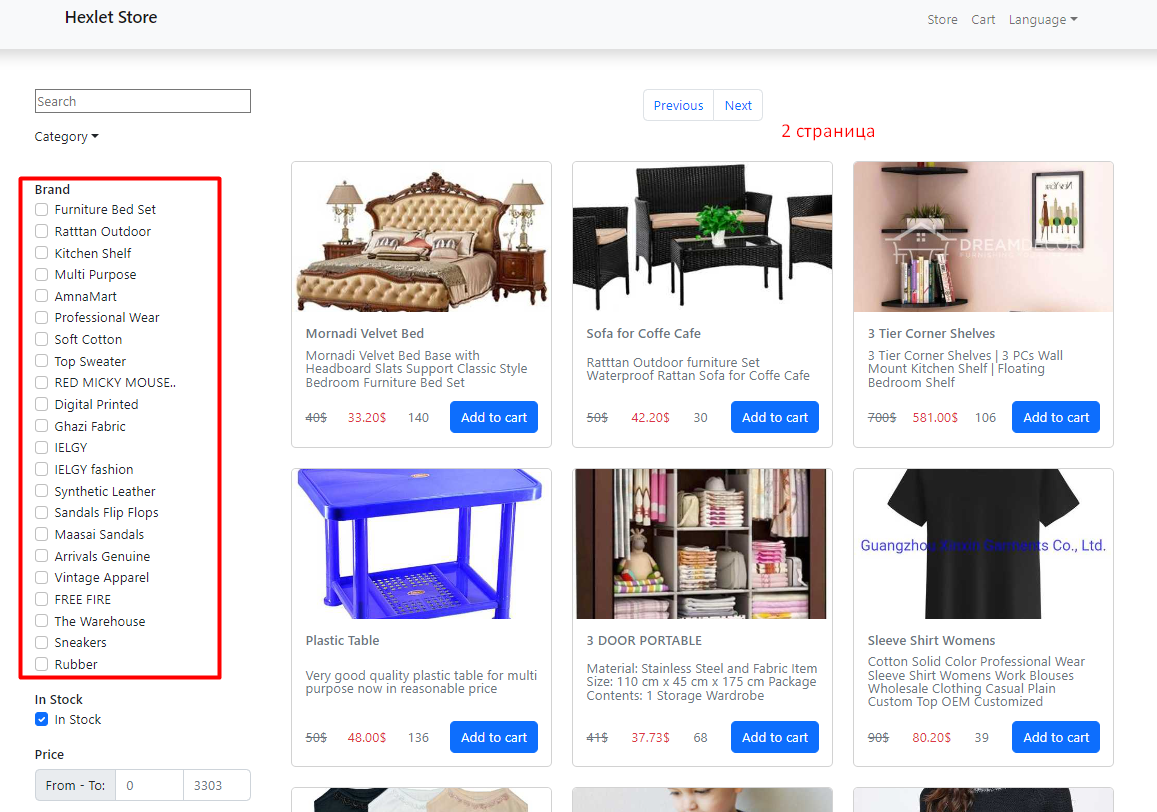 Hexlet Store
Store
Cart
Language
Search
Category
Brand
Furniture Bed Set
Ratttan Outdoor
Kitchen Shelf
Multi Purpose
AmnaMart
Professional Wear
Soft Cotton
Top Sweater
RED MICKY MOUSE..
Digital Printed
Ghazi Fabric
IELGY
IELGY fashion
Synthetic Leather
Sandals Flip Flops
Maasai Sandals
Arrivals Genuine
Vintage Apparel
FREE FIRE
The Warehouse
Sneakers
Rubber
In Stock
In Stock
Price
From - To:
0
3303
Previous
Next
2 страница
Mornadi Velvet Bed
Mornadi Velvet Bed Base with
Headboard Slats Support Classic Style
Bedroom Furniture Bed Set
40$ 33.20$ 140 Add to cart
Sofa for Coffe Cafe
Ratttan Outdoor furniture Set
Waterproof Rattan Sofa for Coffe Cafe
50$ 42.20$ 30 Add to cart
DREAMDECOR
3 Tier Corner Shelves
3 Tier Corner Shelves | 3 PCs Wall
Mount Kitchen Shelf | Floating
Bedroom Shelf
700$ 581.00$ 106 Add to cart
Plastic Table
Very good quality plastic table for multi
purpose now in reasonable price
50$ 48.00$ 136 Add to cart
3 DOOR PORTABLE
Material: Stainless Steel and Fabric Item
Size: 110 cm x 45 cm x 175 cm Package
Contents: 1 Storage Wardrobe
41$ 37.73$ 68 Add to cart
Guangzhou Garments Co., Ltd.
Sleeve Shirt Womens
Cotton Solid Color Professional Wear
Sleeve Shirt Womens Work Blouses
Wholesale Clothing Casual Plain
Custom Top OEM Customized
90$ 80.20$ 39 Add to cart